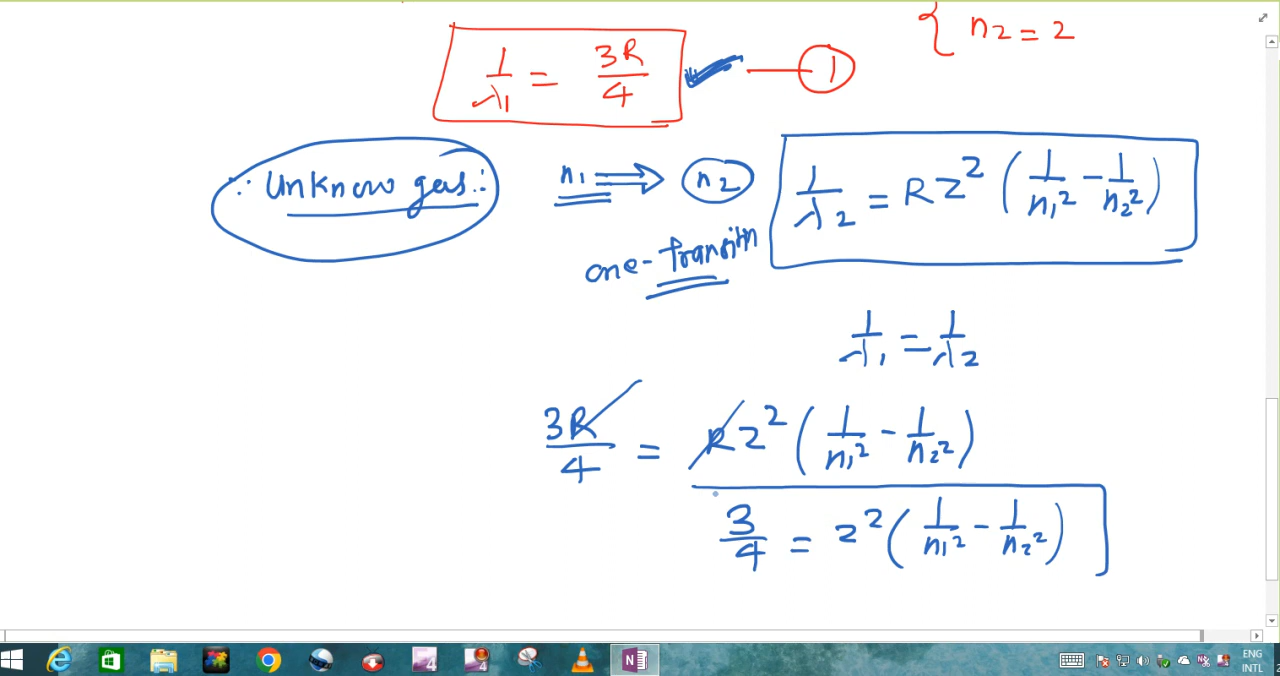 n2 = 2
1/λ1 = 3R/4 — 1
∴ Unknow gas ∴ n1 ⇒ n2 1/λ2 = RZ² (1/n1² - 1/n2²)
one-transitn
1/λ1 = 1/λ2
3R/4 = RZ² (1/n1² - 1/n2²)
3/4 = Z² (1/n1² - 1/n2²)
ENG
INTL